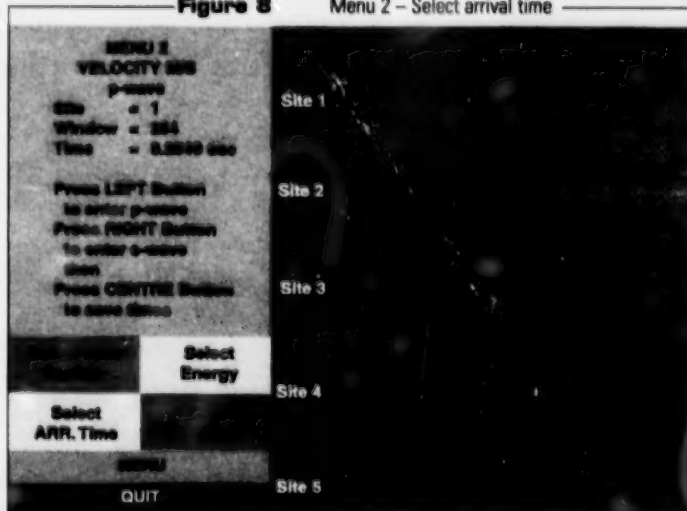 Figure 8 Menu 2 – Select arrival time
MENU 2
VELOCITY SUB
p-wave
Site = 1
Window =
Time =
Press LEFT Button
to enter p-wave
Press RIGHT Button
to enter s-wave
then
Press CENTRE Button
to save times
Select
Energy
Select
ARR. Time
MENU
QUIT
Site 1
Site 2
Site 3
Site 4
Site 5